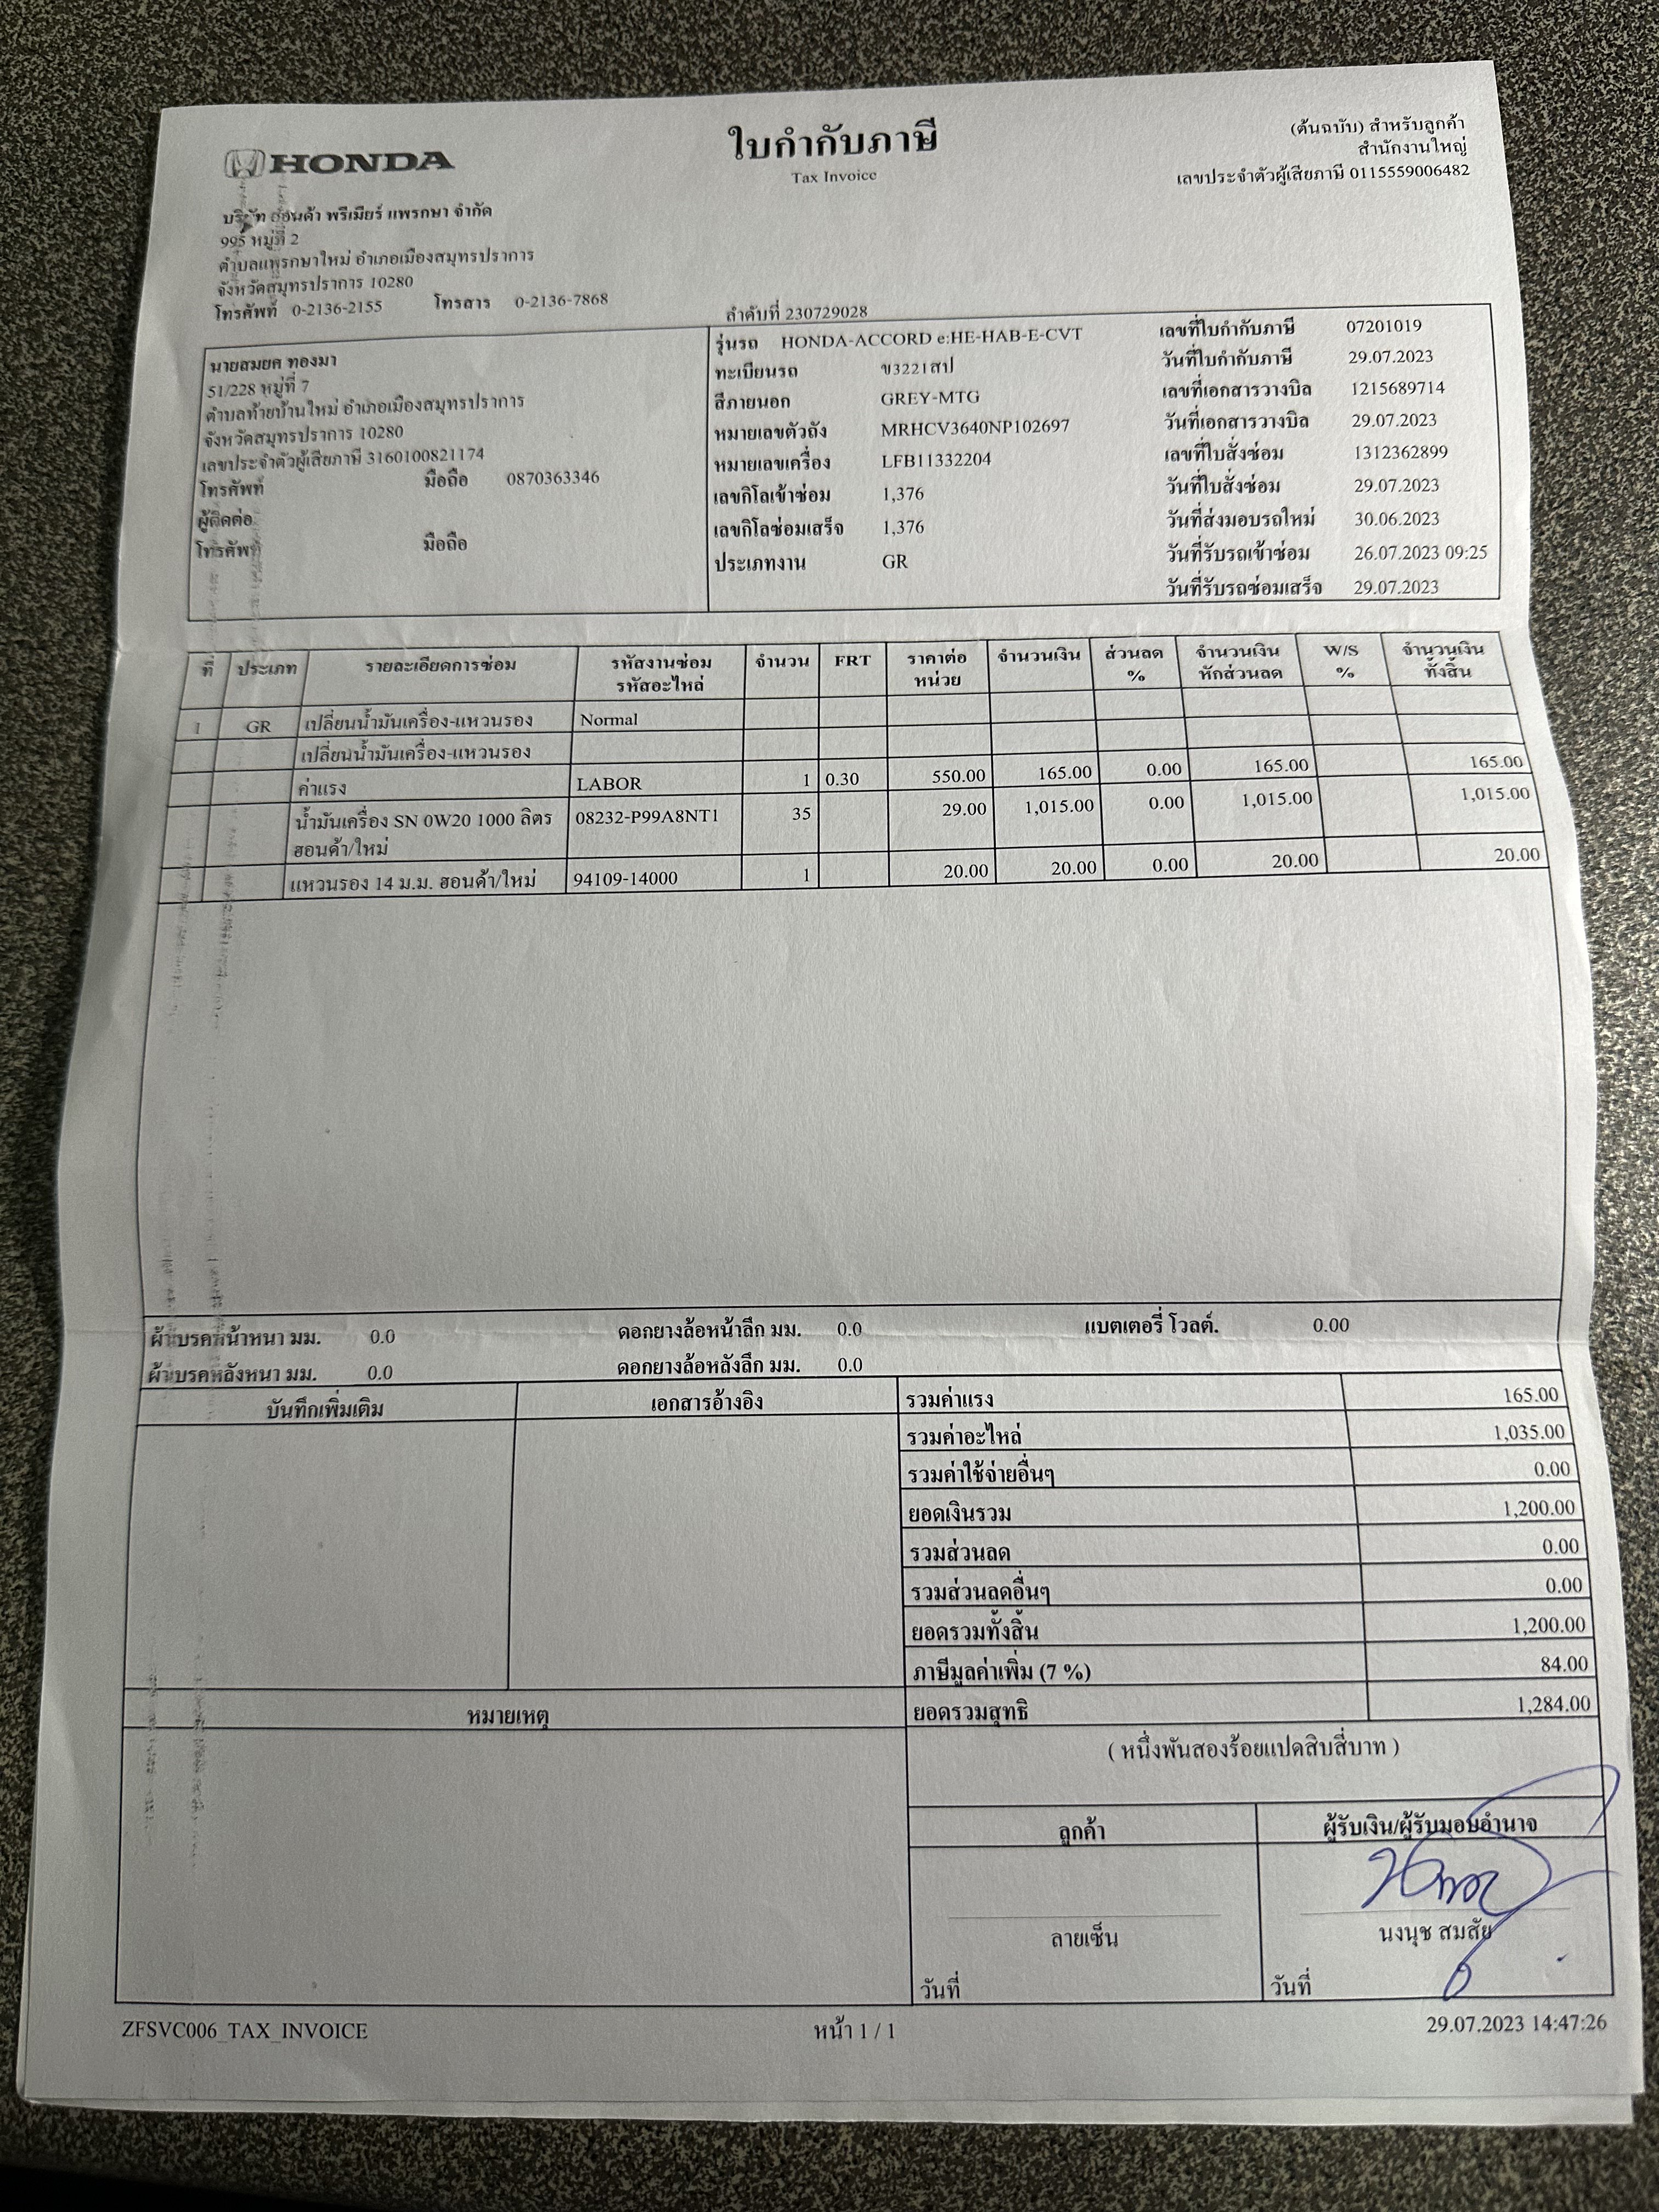 HONDA
ใบกำกับภาษี
Tax Invoice
(ต้นฉบับ) สำหรับลูกค้า
สำนักงานใหญ่
เลขประจำตัวผู้เสียภาษี 0115559006482
บริษัท ฮอนด้า พรีเมียร์ แพรกษา จำกัด
995 หมู่ที่ 2
ตำบลแพรกษาใหม่ อำเภอเมืองสมุทรปราการ
จังหวัดสมุทรปราการ 10280
โทรศัพท์ 0-2136-2155 โทรสาร 0-2136-7868
ลำดับที่ 230729028
นายสมยศ ทองมา
51/228 หมู่ที่ 7
ตำบลท้ายบ้านใหม่ อำเภอเมืองสมุทรปราการ
จังหวัดสมุทรปราการ 10280
เลขประจำตัวผู้เสียภาษี 3160100821174
โทรศัพท์ มือถือ 0870363346
ผู้ติดต่อ
โทรศัพท์ มือถือ
รุ่นรถ HONDA-ACCORD e:HE-HAB-E-CVT
ทะเบียนรถ ข3221สป
สีภายนอก GREY-MTG
หมายเลขตัวถัง MRHCV3640NP102697
หมายเลขเครื่อง LFB11332204
เลขกิโลเข้าซ่อม 1,376
เลขกิโลซ่อมเสร็จ 1,376
ประเภทงาน GR
เลขที่ใบกำกับภาษี 07201019
วันที่ใบกำกับภาษี 29.07.2023
เลขที่เอกสารวางบิล 1215689714
วันที่เอกสารวางบิล 29.07.2023
เลขที่ใบสั่งซ่อม 1312362899
วันที่ใบสั่งซ่อม 29.07.2023
วันที่ส่งมอบรถใหม่ 30.06.2023
วันที่รับรถเข้าซ่อม 26.07.2023 09:25
วันที่รับรถซ่อมเสร็จ 29.07.2023
ที่ ประเภท รายละเอียดการซ่อม รหัสงานซ่อม จำนวน FRT ราคาต่อ จำนวนเงิน ส่วนลด จำนวนเงิน W/S จำนวนเงิน
รหัสอะไหล่ หน่วย % หักส่วนลด % ทั้งสิ้น
1 GR เปลี่ยนน้ำมันเครื่อง-แหวนรอง Normal
เปลี่ยนน้ำมันเครื่อง-แหวนรอง
ค่าแรง LABOR 1 0.30 550.00 165.00 0.00 165.00 165.00
น้ำมันเครื่อง SN 0W20 1000 ลิตร 08232-P99A8NT1 35 29.00 1,015.00 0.00 1,015.00 1,015.00
ฮอนด้า/ใหม่
แหวนรอง 14 ม.ม. ฮอนด้า/ใหม่ 94109-14000 1 20.00 20.00 0.00 20.00 20.00
ผ้าเบรคหน้าหนา มม. 0.0 ดอกยางล้อหน้าลึก มม. 0.0 แบตเตอรี่ โวลต์. 0.00
ผ้าเบรคหลังหนา มม. 0.0 ดอกยางล้อหลังลึก มม. 0.0
บันทึกเพิ่มเติม เอกสารอ้างอิง
รวมค่าแรง 165.00
รวมค่าอะไหล่ 1,035.00
รวมค่าใช้จ่ายอื่นๆ 0.00
ยอดเงินรวม 1,200.00
รวมส่วนลด 0.00
รวมส่วนลดอื่นๆ 0.00
ยอดรวมทั้งสิ้น 1,200.00
ภาษีมูลค่าเพิ่ม (7 %) 84.00
หมายเหตุ
ยอดรวมสุทธิ 1,284.00
( หนึ่งพันสองร้อยแปดสิบสี่บาท )
ลูกค้า ผู้รับเงิน/ผู้รับมอบอำนาจ
ลายเซ็น นงนุช สมสัย
วันที่ วันที่
ZFSVC006_TAX_INVOICE หน้า 1 / 1 29.07.2023 14:47:26